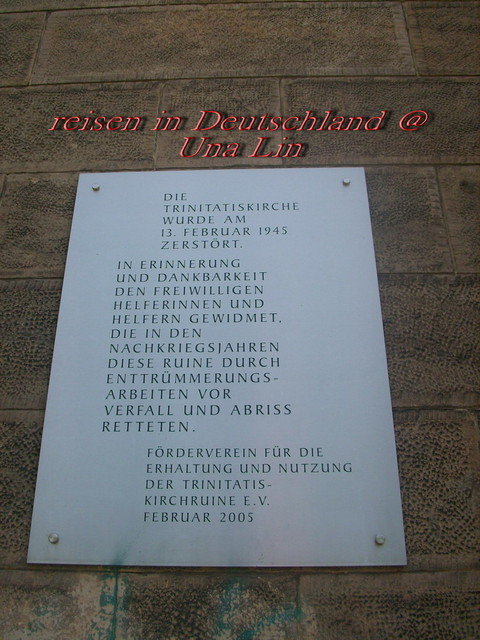 reisen in Deutschland @
Una Lin
DIE
TRINITATISKIRCHE
WURDE AM
13. FEBRUAR 1945
ZERSTÖRT.
IN ERINNERUNG
UND DANKBARKEIT
DEN FREIWILLIGEN
HELFERINNEN UND
HELFERN GEWIDMET,
DIE IN DEN
NACHKRIEGSJAHREN
DIESE RUINE DURCH
ENTTRÜMMERUNGS-
ARBEITEN VOR
VERFALL UND ABRISS
RETTETEN.
FÖRDERVEREIN FÜR DIE
ERHALTUNG UND NUTZUNG
DER TRINITATIS-
KIRCHRUINE E.V.
FEBRUAR 2005